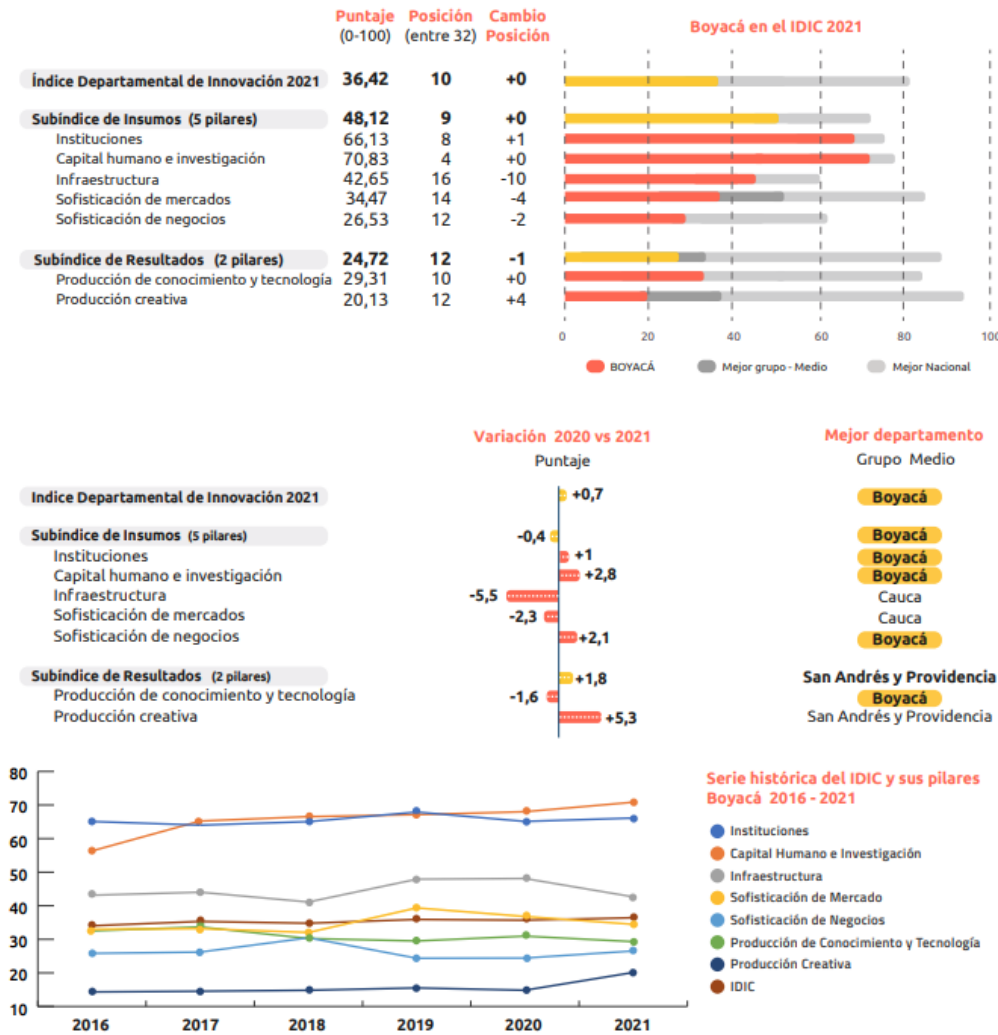 Puntaje Posición Cambio
(0-100) (entre 32) Posición
Boyacá en el IDIC 2021
Índice Departamental de Innovación 2021 36,42 10 +0
Subíndice de Insumos (5 pilares) 48,12 9 +0
Instituciones 66,13 8 +1
Capital humano e investigación 70,83 4 +0
Infraestructura 42,65 16 -10
Sofisticación de mercados 34,47 14 -4
Sofisticación de negocios 26,53 12 -2
Subíndice de Resultados (2 pilares) 24,72 12 -1
Producción de conocimiento y tecnología 29,31 10 +0
Producción creativa 20,13 12 +4
0 20 40 60 80 100
BOYACÁ Mejor grupo - Medio Mejor Nacional
Variación 2020 vs 2021 Mejor departamento
Puntaje Grupo Medio
Indice Departamental de Innovación 2021 +0,7 Boyacá
Subíndice de Insumos (5 pilares) -0,4 Boyacá
Instituciones +1 Boyacá
Capital humano e investigación +2,8 Boyacá
Infraestructura -5,5 Cauca
Sofisticación de mercados -2,3 Cauca
Sofisticación de negocios +2,1 Boyacá
Subíndice de Resultados (2 pilares) +1,8 San Andrés y Providencia
Producción de conocimiento y tecnología -1,6 Boyacá
Producción creativa +5,3 San Andrés y Providencia
80
70
60
50
40
30
20
10
2016 2017 2018 2019 2020 2021
Serie histórica del IDIC y sus pilares
Boyacá 2016 - 2021
Instituciones
Capital Humano e Investigación
Infraestructura
Sofisticación de Mercado
Sofisticación de Negocios
Producción de Conocimiento y Tecnología
Producción Creativa
IDIC